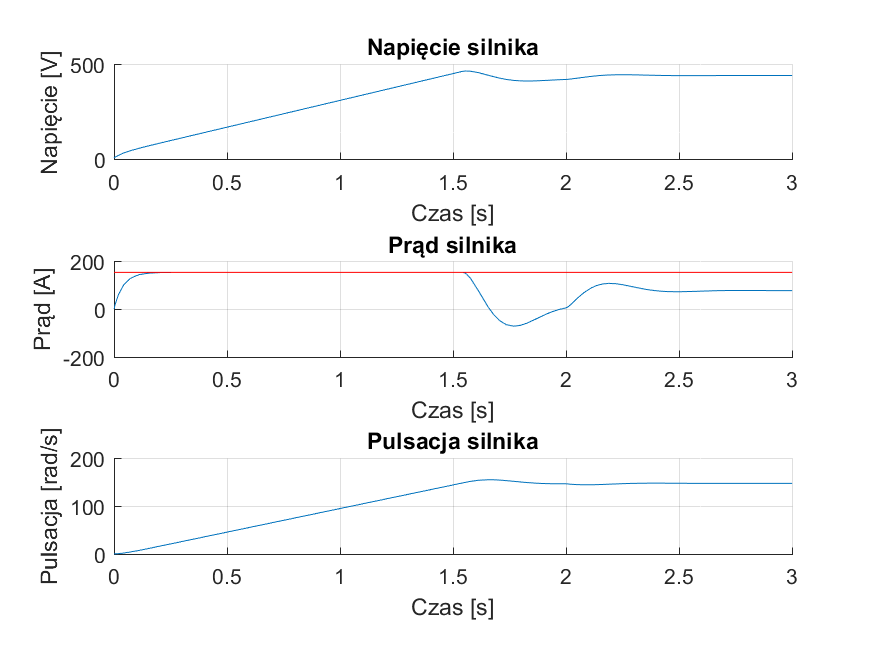 Napięcie silnika
Napięcie [V]
500
0
0 0.5 1 1.5 2 2.5 3
Czas [s]
Prąd silnika
Prąd [A]
200
0
-200
0 0.5 1 1.5 2 2.5 3
Czas [s]
Pulsacja silnika
Pulsacja [rad/s]
200
100
0
0 0.5 1 1.5 2 2.5 3
Czas [s]